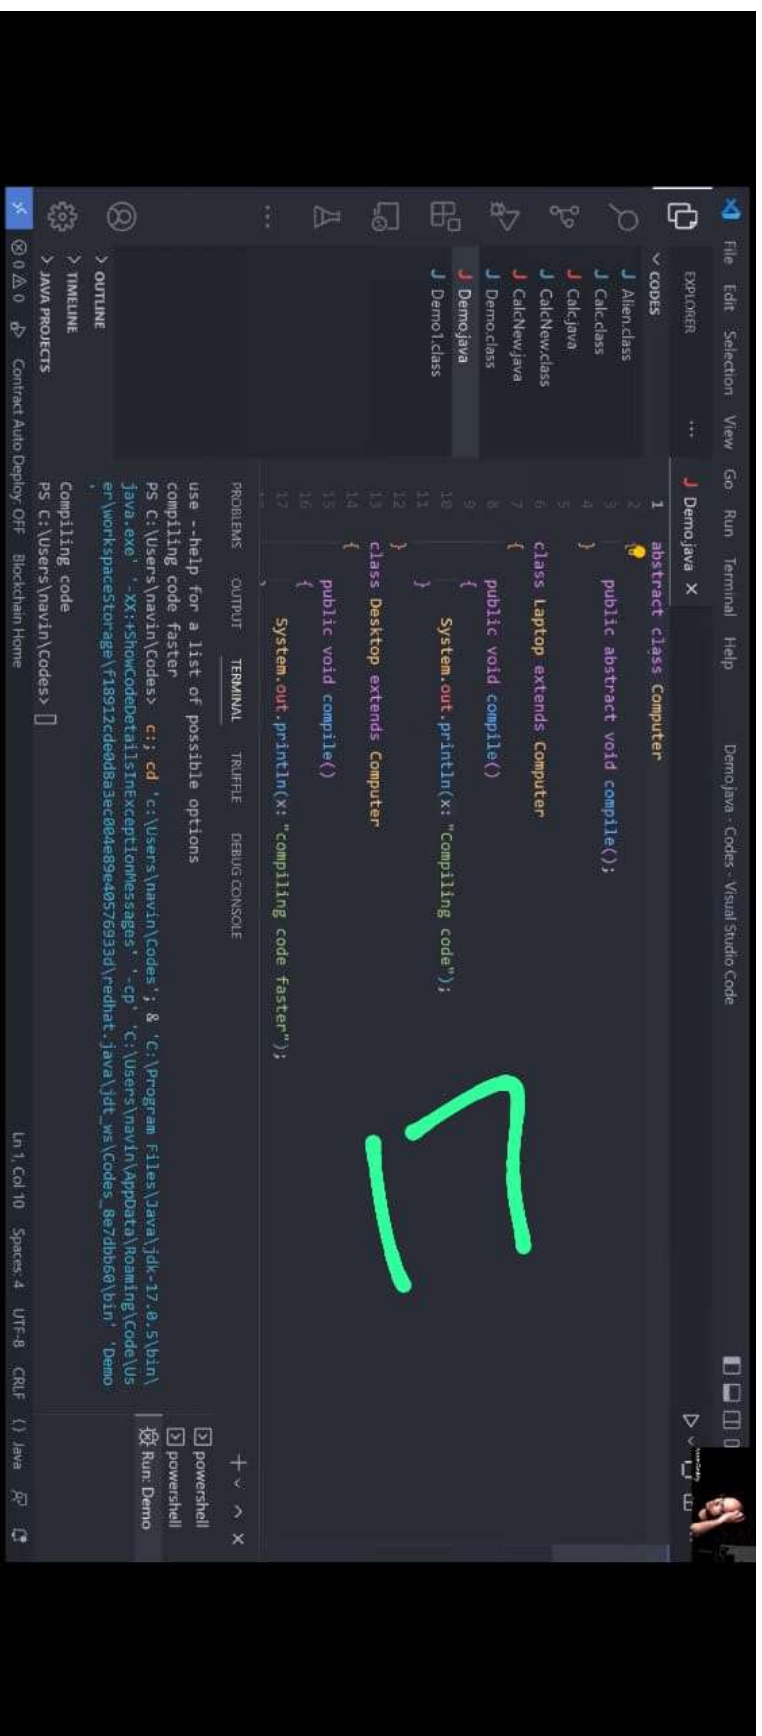 File Edit Selection View Go Run Terminal Help Demo.java - Codes - Visual Studio Code
EXPLORER ...
CODES
Alien.class
Calc.class
Calc.java
CalcNew.class
CalcNew.java
Demo.class
Demo.java
Demo1.class
OUTLINE
TIMELINE
JAVA PROJECTS
Demo.java X
1 abstract class Computer
2 {
3 public abstract void compile();
4 }
5
6 class Laptop extends Computer
7 {
8 public void compile()
9 {
10 System.out.println(x: "Compiling code");
11 }
12 }
13 class Desktop extends Computer
14 {
15 public void compile()
16 {
17 System.out.println(x: "compiling code faster");
PROBLEMS OUTPUT TERMINAL TRUFFLE DEBUG CONSOLE
use --help for a list of possible options
compiling code faster
PS C:\Users\navin\Codes> c:; cd 'c:\Users\navin\Codes'; & 'C:\Program Files\Java\jdk-17.0.5\bin\
java.exe' '-XX:+ShowCodeDetailsInExceptionMessages' '-cp' 'C:\Users\navin\AppData\Roaming\Code\Us
er\workspaceStorage\f18912cde0d8a3ec004e89e40576933d\redhat.java\jdt_ws\Codes_8e7dbb60\bin' 'Demo
'
Compiling code
PS C:\Users\navin\Codes>
powershell
powershell
Run: Demo
0 0 Contract Auto Deploy: OFF Blockchain Home Ln 1, Col 10 Spaces: 4 UTF-8 CRLF {} Java